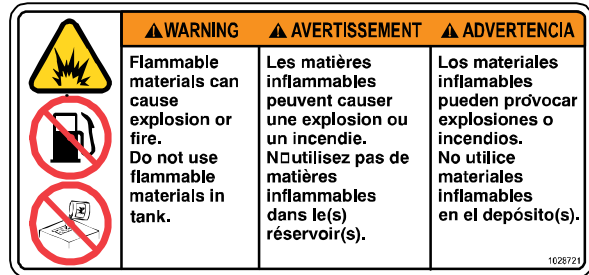 ⚠WARNING
Flammable
materials can
cause
explosion or
fire.
Do not use
flammable
materials in
tank.
⚠ AVERTISSEMENT
Les matières
inflammables
peuvent causer
une explosion ou
un incendie.
N□utilisez pas de
matières
inflammables
dans le(s)
réservoir(s).
⚠ ADVERTENCIA
Los materiales
inflamables
pueden provocar
explosiones o
incendios.
No utilice
materiales
inflamables
en el depósito(s).
1028721